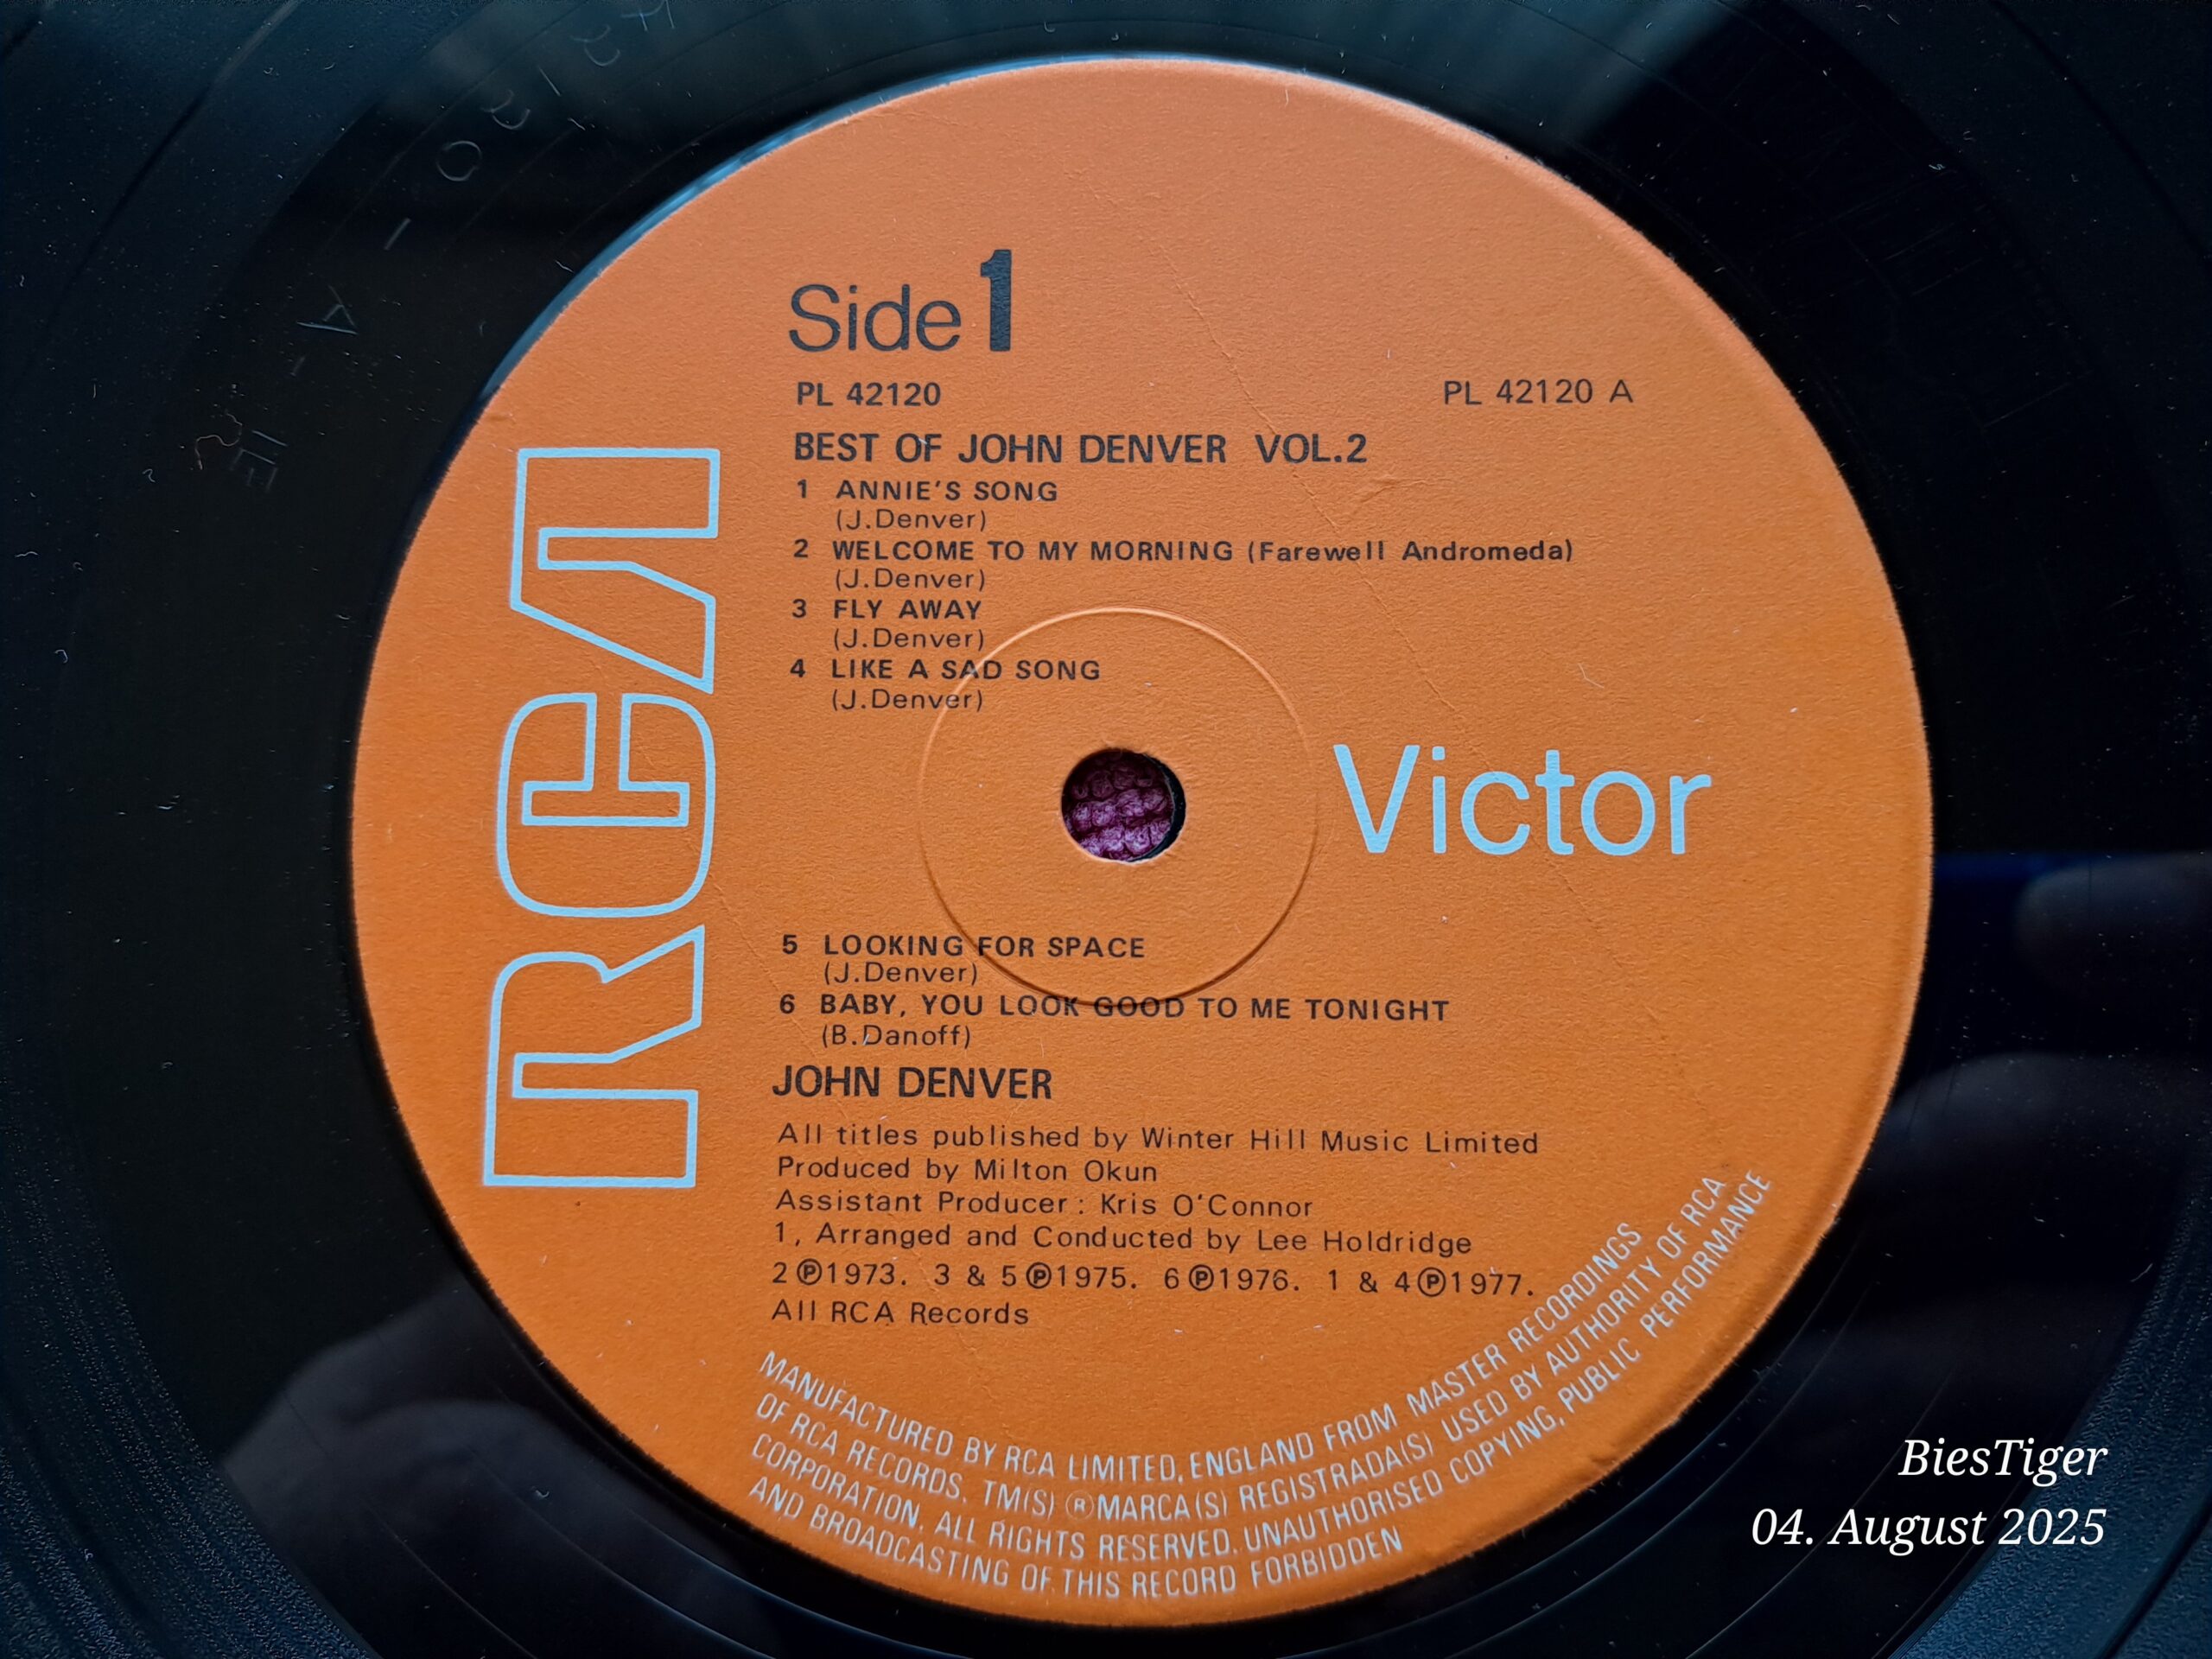 Side 1
PL 42120
PL 42120 A
BEST OF JOHN DENVER VOL.2
1 ANNIE'S SONG
(J.Denver)
2 WELCOME TO MY MORNING (Farewell Andromeda)
(J.Denver)
3 FLY AWAY
(J.Denver)
4 LIKE A SAD SONG
(J.Denver)
RCA
Victor
5 LOOKING FOR SPACE
(J.Denver)
6 BABY, YOU LOOK GOOD TO ME TONIGHT
(B.Danoff)
JOHN DENVER
All titles published by Winter Hill Music Limited
Produced by Milton Okun
Assistant Producer: Kris O'Connor
1, Arranged and Conducted by Lee Holdridge
2 ℗1973. 3 & 5 ℗1975. 6 ℗1976. 1 & 4 ℗1977.
All RCA Records
MANUFACTURED BY RCA LIMITED, ENGLAND FROM MASTER RECORDINGS
OF RCA RECORDS. TM(S) ® MARCA(S) REGISTRADA(S) USED BY AUTHORITY OF RCA
CORPORATION. ALL RIGHTS RESERVED. UNAUTHORISED COPYING, PUBLIC PERFORMANCE
AND BROADCASTING OF THIS RECORD FORBIDDEN
BiesTiger
04. August 2025